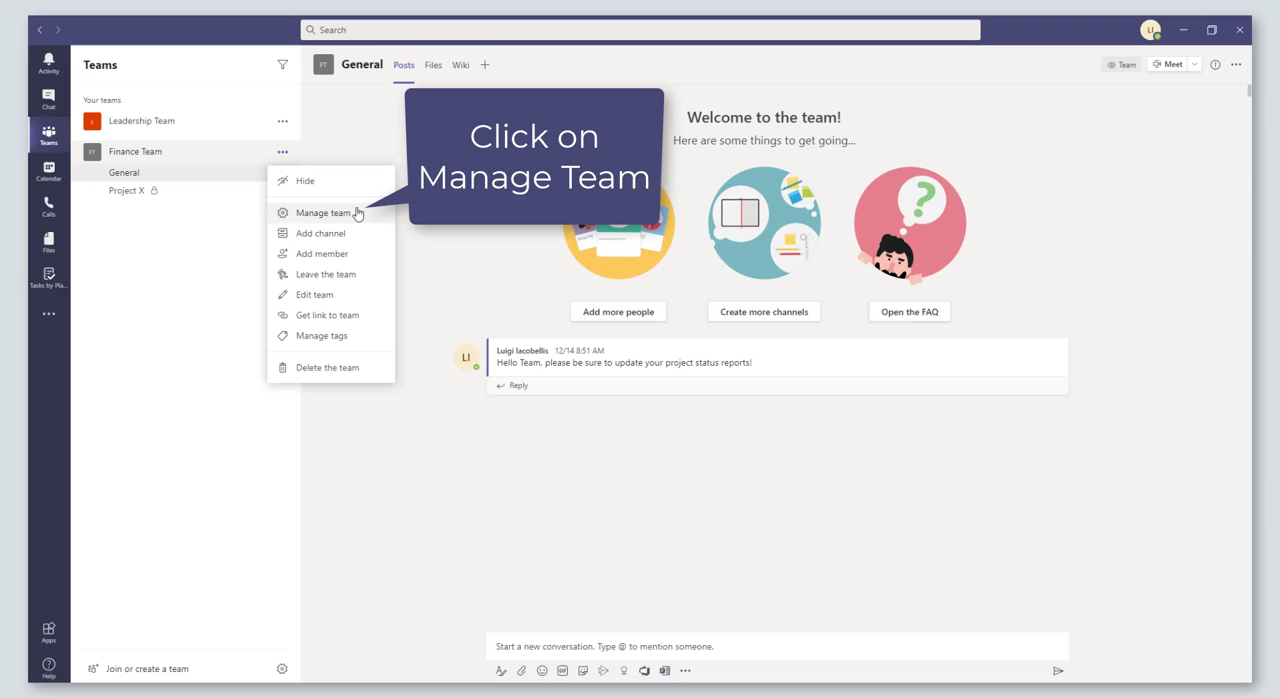 Search
LI
Activity
Chat
Teams
Calendar
Calls
Files
Tasks by Pla...
Apps
Help
Teams
Your teams
Leadership Team
FT Finance Team
General
Project X
Hide
Manage team
Add channel
Add member
Leave the team
Edit team
Get link to team
Manage tags
Delete the team
Join or create a team
FT General Posts Files Wiki
Team Meet
Click on
Manage Team
Welcome to the team!
Here are some things to get going...
Add more people
Create more channels
Open the FAQ
LI
Luigi Iacobellis 12/14 8:51 AM
Hello Team, please be sure to update your project status reports!
Reply
Start a new conversation. Type @ to mention someone.
GIF